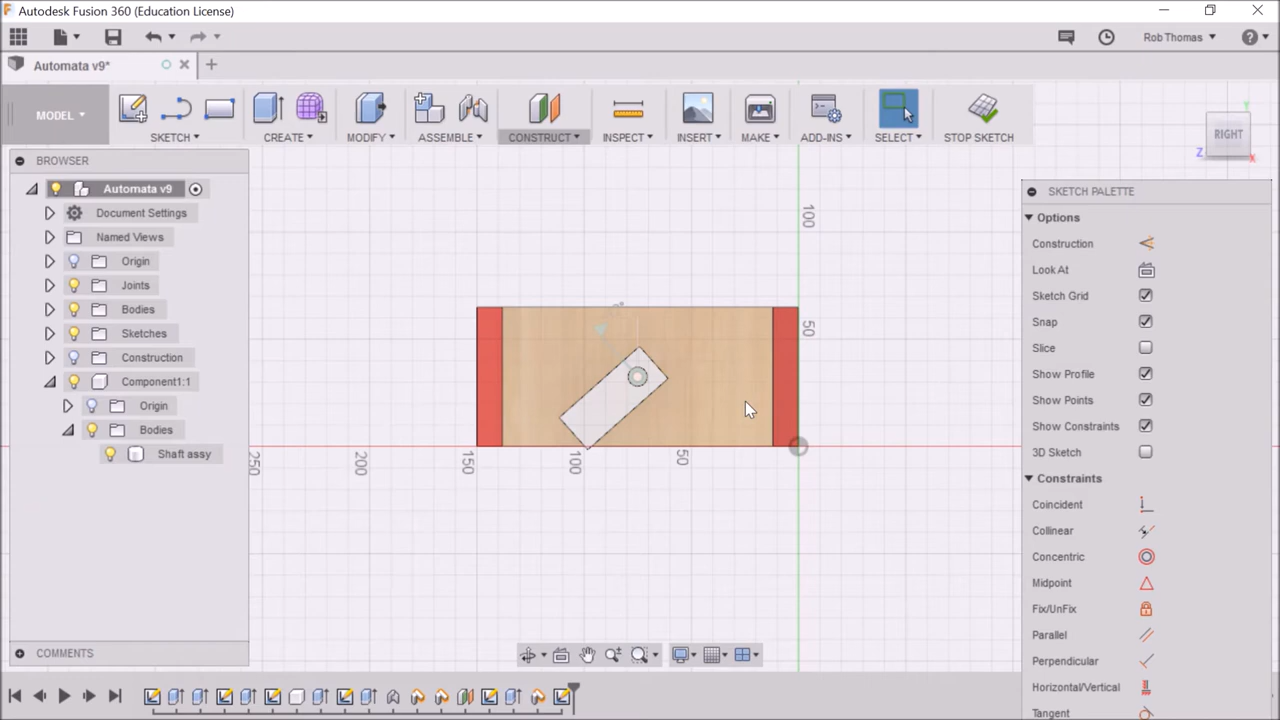 Autodesk Fusion 360 (Education License)
Rob Thomas
Automata v9*
MODEL
SKETCH
CREATE
MODIFY
ASSEMBLE
CONSTRUCT
INSPECT
INSERT
MAKE
ADD-INS
SELECT
STOP SKETCH
RIGHT
Y
Z
X
BROWSER
Automata v9
Document Settings
Named Views
Origin
Joints
Bodies
Sketches
Construction
Component1:1
Origin
Bodies
Shaft assy
100
50
250
200
150
100
50
SKETCH PALETTE
Options
Construction
Look At
Sketch Grid
Snap
Slice
Show Profile
Show Points
Show Constraints
3D Sketch
Constraints
Coincident
Collinear
Concentric
Midpoint
Fix/UnFix
Parallel
Perpendicular
Horizontal/Vertical
Tangent
COMMENTS